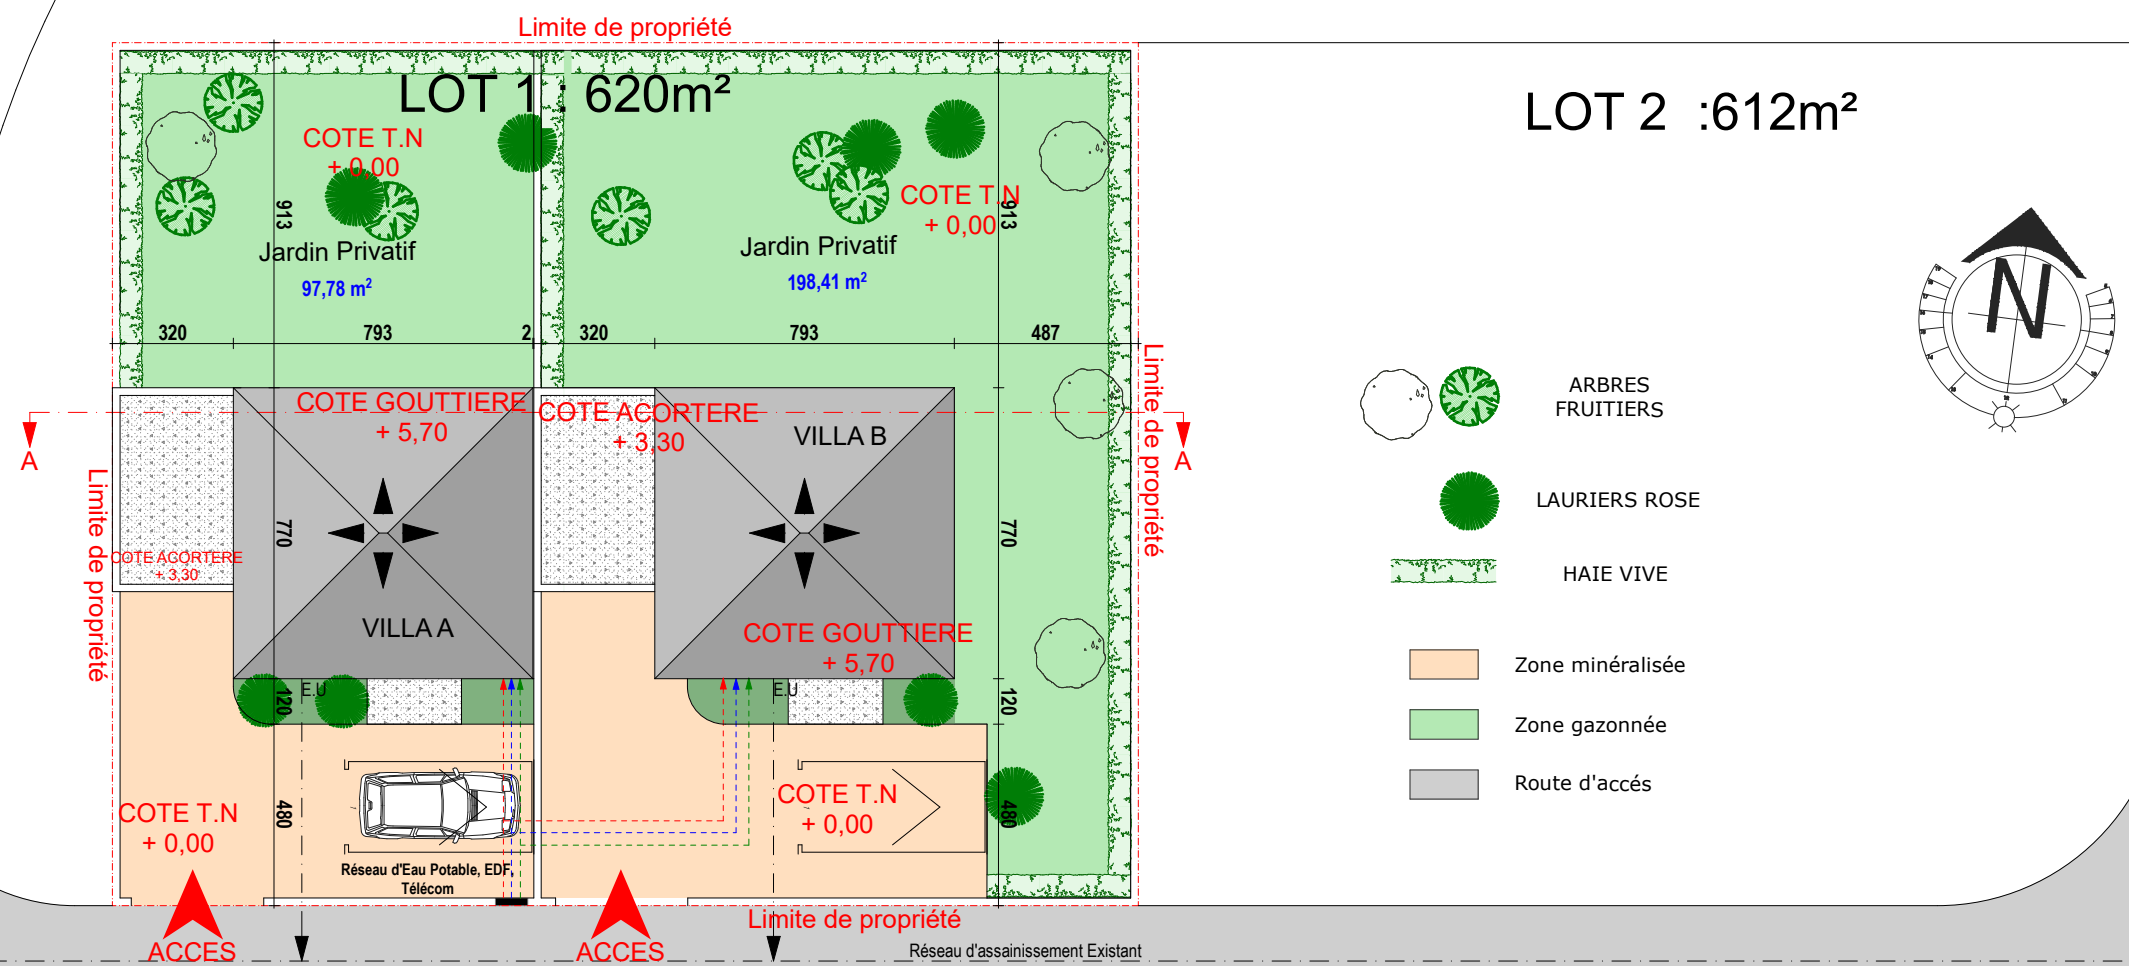 Limite de propriété
LOT 1 : 620m²
LOT 2 :612m²
COTE T.N
+ 0,00
COTE T.N
+ 0,00
913
913
Jardin Privatif
97,78 m²
Jardin Privatif
198,41 m²
N
320
793
2
320
793
487
Limite de propriété
COTE GOUTTIERE
+ 5,70
COTE ACORTERE
+ 3,30
VILLA B
A
A
Limite de propriété
770
770
COTE ACORTERE
+ 3,30
VILLA A
COTE GOUTTIERE
+ 5,70
E.U
120
E.U
120
COTE T.N
+ 0,00
480
COTE T.N
+ 0,00
480
Réseau d'Eau Potable, EDF,
Télécom
ACCES
ACCES
Limite de propriété
Réseau d'assainissement Existant
ARBRES
FRUITIERS
LAURIERS ROSE
HAIE VIVE
Zone minéralisée
Zone gazonnée
Route d'accés